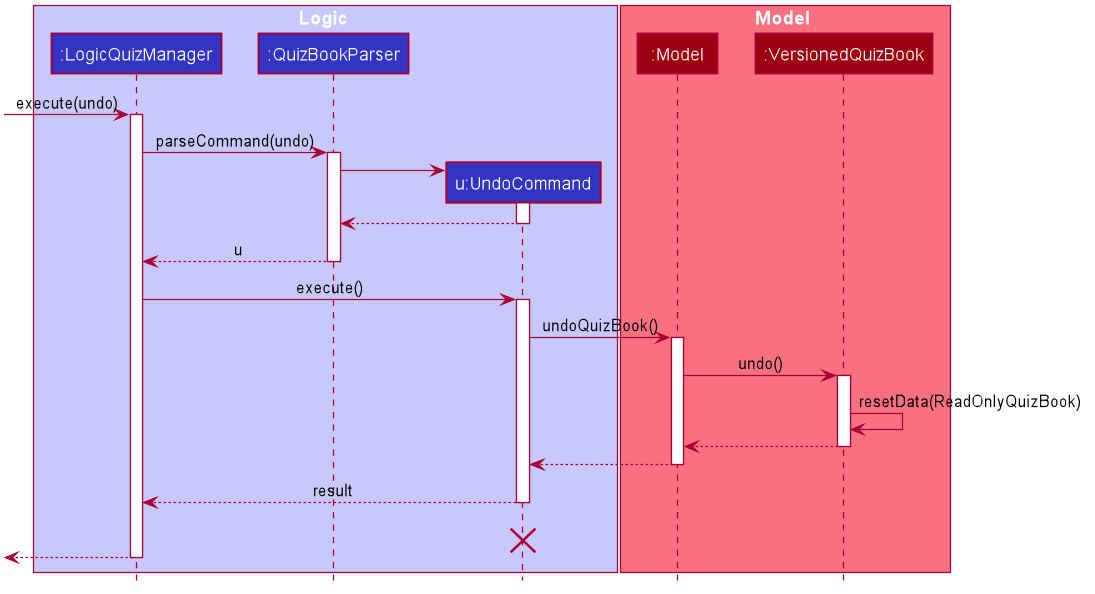 Logic
Model
:LogicQuizManager
:QuizBookParser
:Model
:VersionedQuizBook
execute(undo)
parseCommand(undo)
u:UndoCommand
u
execute()
undoQuizBook()
undo()
resetData(ReadOnlyQuizBook)
result